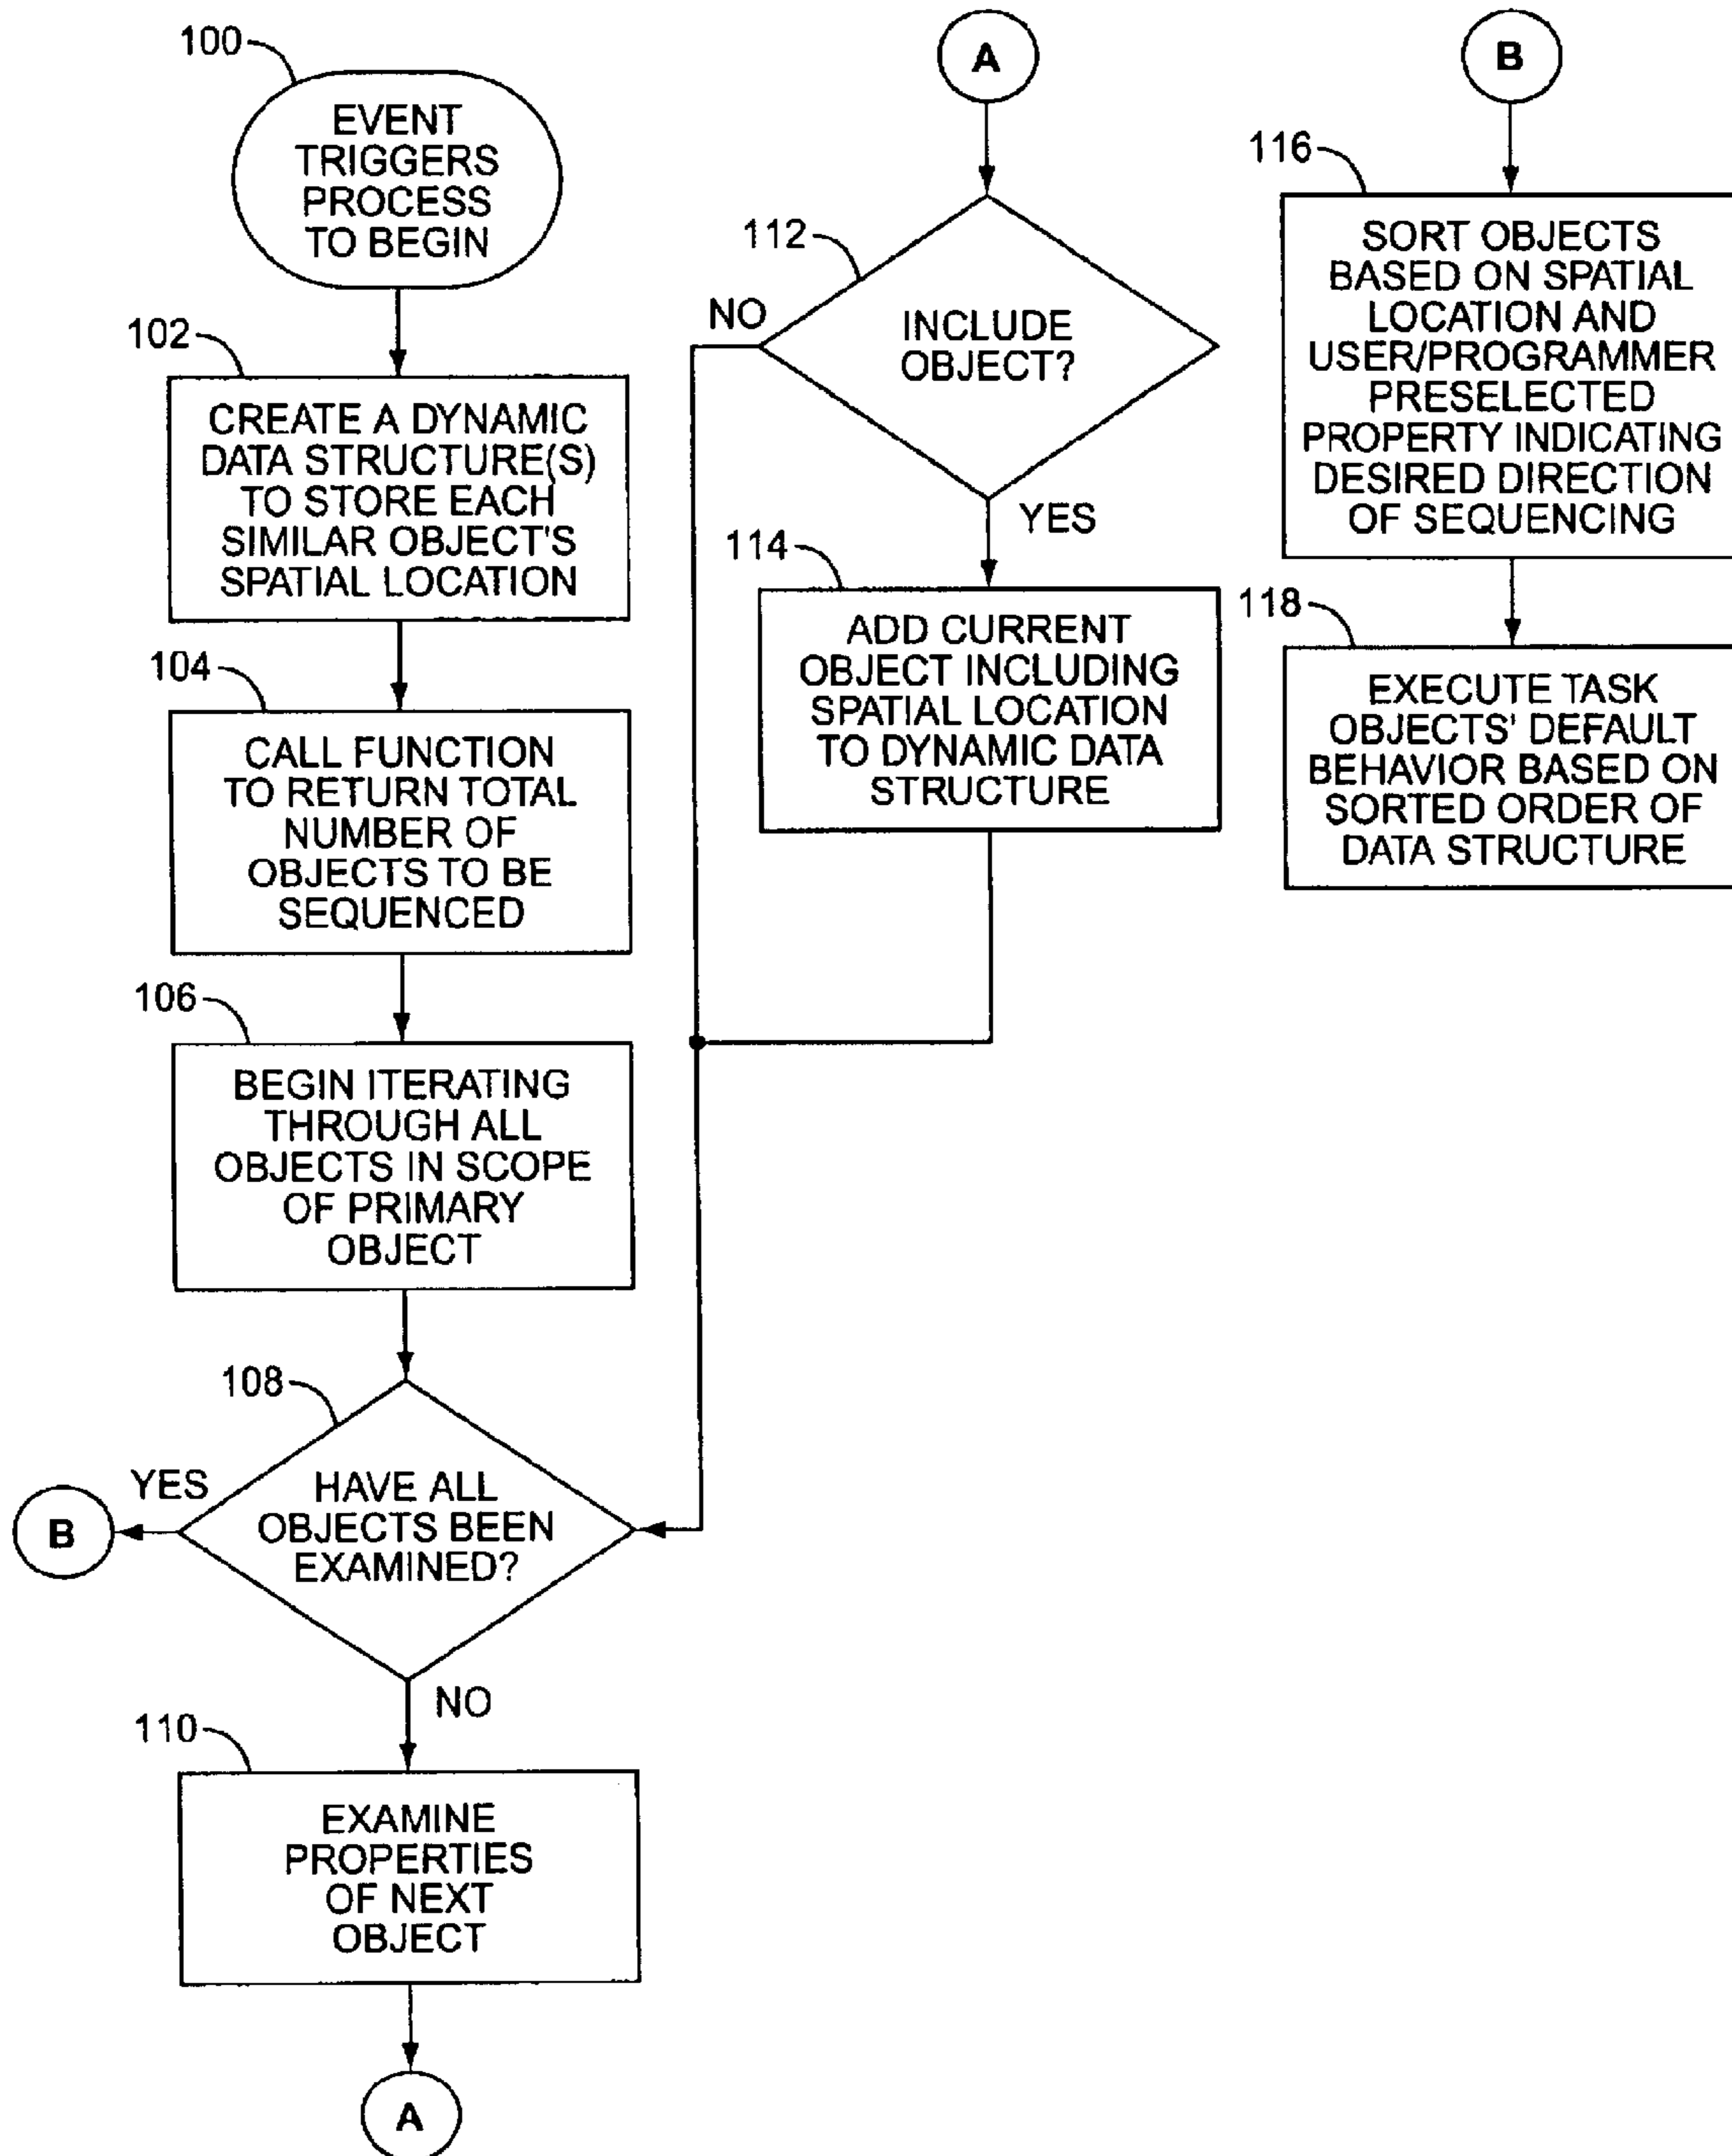 100
EVENT
TRIGGERS
PROCESS
TO BEGIN
102
CREATE A DYNAMIC
DATA STRUCTURE(S)
TO STORE EACH
SIMILAR OBJECT'S
SPATIAL LOCATION
104
CALL FUNCTION
TO RETURN TOTAL
NUMBER OF
OBJECTS TO BE
SEQUENCED
106
BEGIN ITERATING
THROUGH ALL
OBJECTS IN SCOPE
OF PRIMARY
OBJECT
108
HAVE ALL
OBJECTS BEEN
EXAMINED?
YES
B
NO
110
EXAMINE
PROPERTIES
OF NEXT
OBJECT
A
A
112
NO
INCLUDE
OBJECT?
YES
114
ADD CURRENT
OBJECT INCLUDING
SPATIAL LOCATION
TO DYNAMIC DATA
STRUCTURE
B
116
SORT OBJECTS
BASED ON SPATIAL
LOCATION AND
USER/PROGRAMMER
PRESELECTED
PROPERTY INDICATING
DESIRED DIRECTION
OF SEQUENCING
118
EXECUTE TASK
OBJECTS' DEFAULT
BEHAVIOR BASED ON
SORTED ORDER OF
DATA STRUCTURE